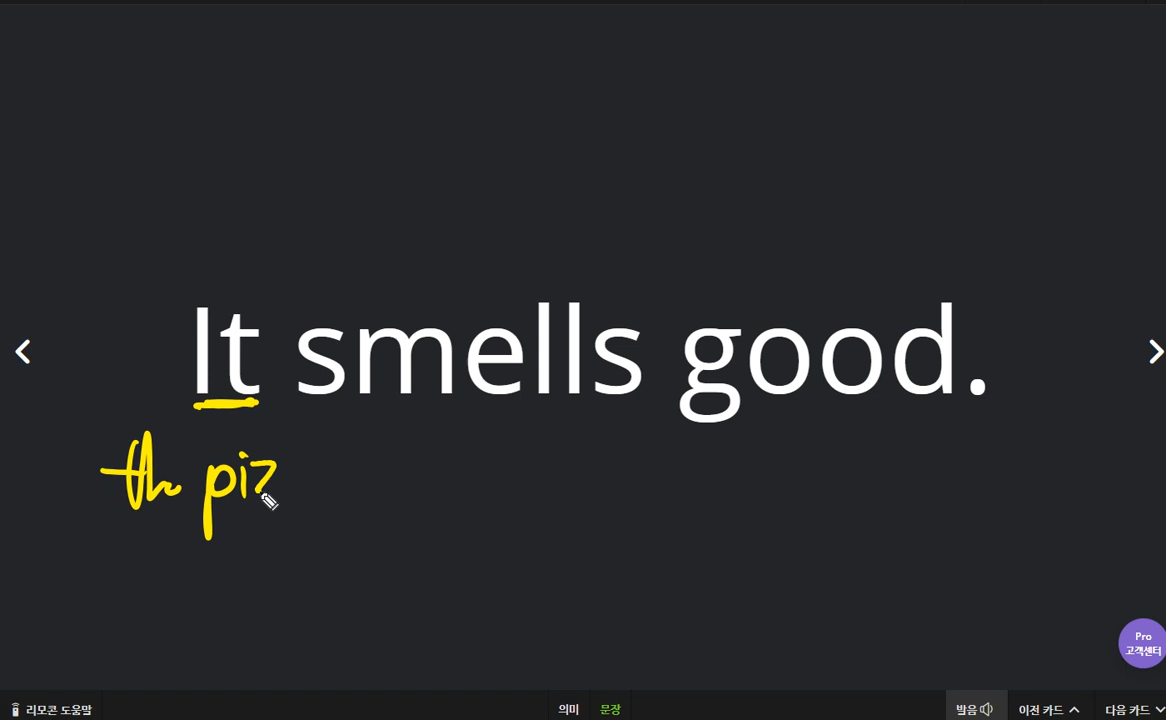 It smells good.
the piz
Pro
고객센터
리모콘 도움말
의미
문장
발음
이전 카드
다음 카드